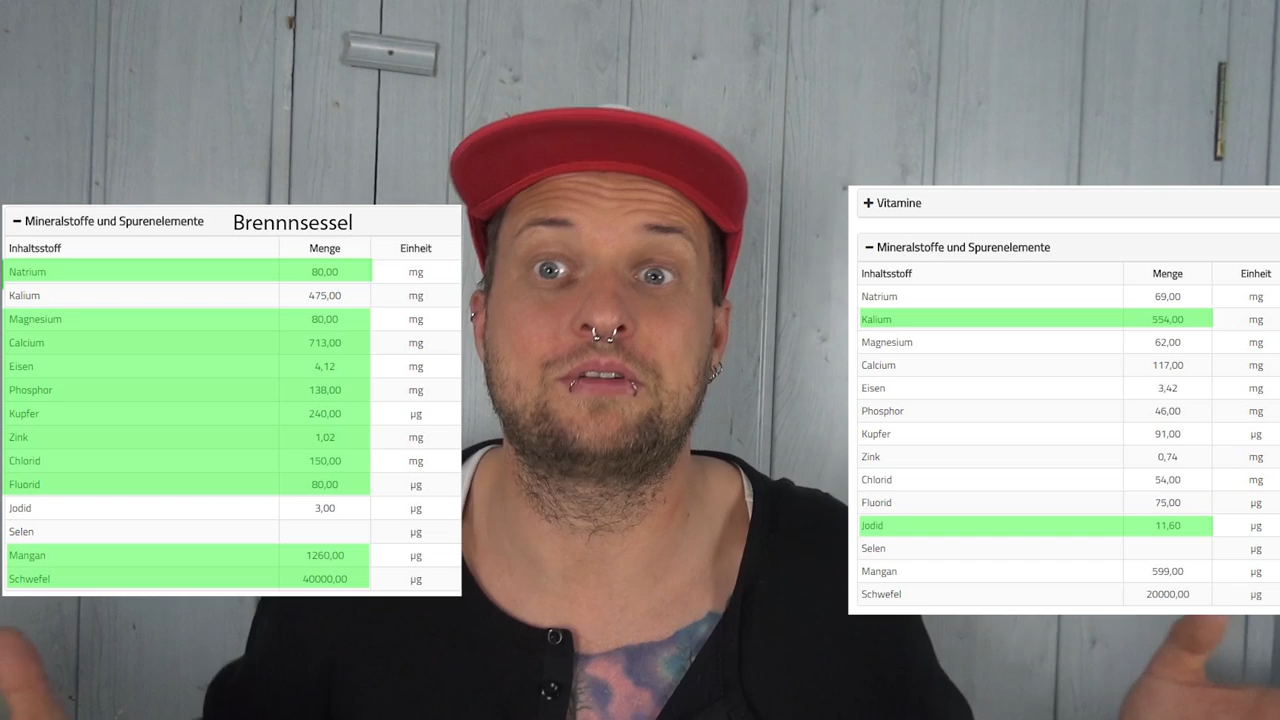 − Mineralstoffe und Spurenelemente Brennnsessel
Inhaltsstoff Menge Einheit
Natrium 80,00 mg
Kalium 475,00 mg
Magnesium 80,00 mg
Calcium 713,00 mg
Eisen 4,12 mg
Phosphor 138,00 mg
Kupfer 240,00 µg
Zink 1,02 mg
Chlorid 150,00 mg
Fluorid 80,00 µg
Jodid 3,00 µg
Selen µg
Mangan 1260,00 µg
Schwefel 40000,00 µg
+ Vitamine
− Mineralstoffe und Spurenelemente
Inhaltsstoff Menge Einheit
Natrium 69,00 mg
Kalium 554,00 mg
Magnesium 62,00 mg
Calcium 117,00 mg
Eisen 3,42 mg
Phosphor 46,00 mg
Kupfer 91,00 µg
Zink 0,74 mg
Chlorid 54,00 mg
Fluorid 75,00 µg
Jodid 11,60 µg
Selen µg
Mangan 599,00 µg
Schwefel 20000,00 µg